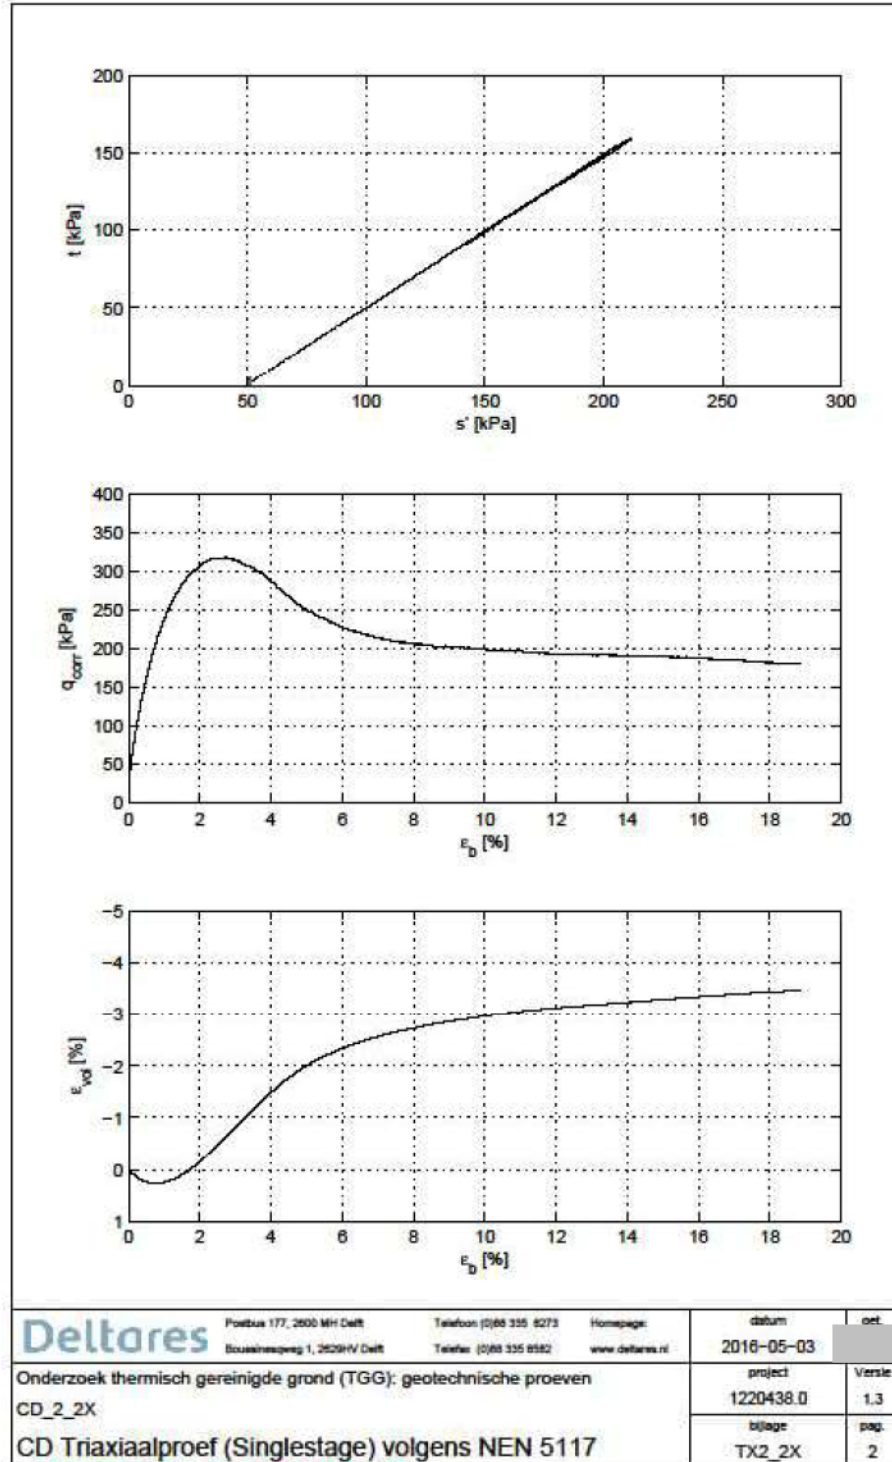 200
150
100
50
0
t [kPa]
0 50 100 150 200 250 300
s' [kPa]
400
350
300
250
200
150
100
50
0
q_corr [kPa]
0 2 4 6 8 10 12 14 16 18 20
ε_b [%]
−5
−4
−3
−2
−1
0
1
ε_vol [%]
0 2 4 6 8 10 12 14 16 18 20
ε_b [%]
Deltares
Postbus 177, 2600 MH Delft Telefoon (0)88 335 8273 Homepage:
Boussinesqweg 1, 2629HV Delft Telefax (0)88 335 8582 www.deltares.nl
datum get.
2016-05-03
Onderzoek thermisch gereinigde grond (TGG): geotechnische proeven
CD_2_2X
CD Triaxiaalproef (Singlestage) volgens NEN 5117
project Versie
1220438.0 1.3
bijlage pag.
TX2_2X 2